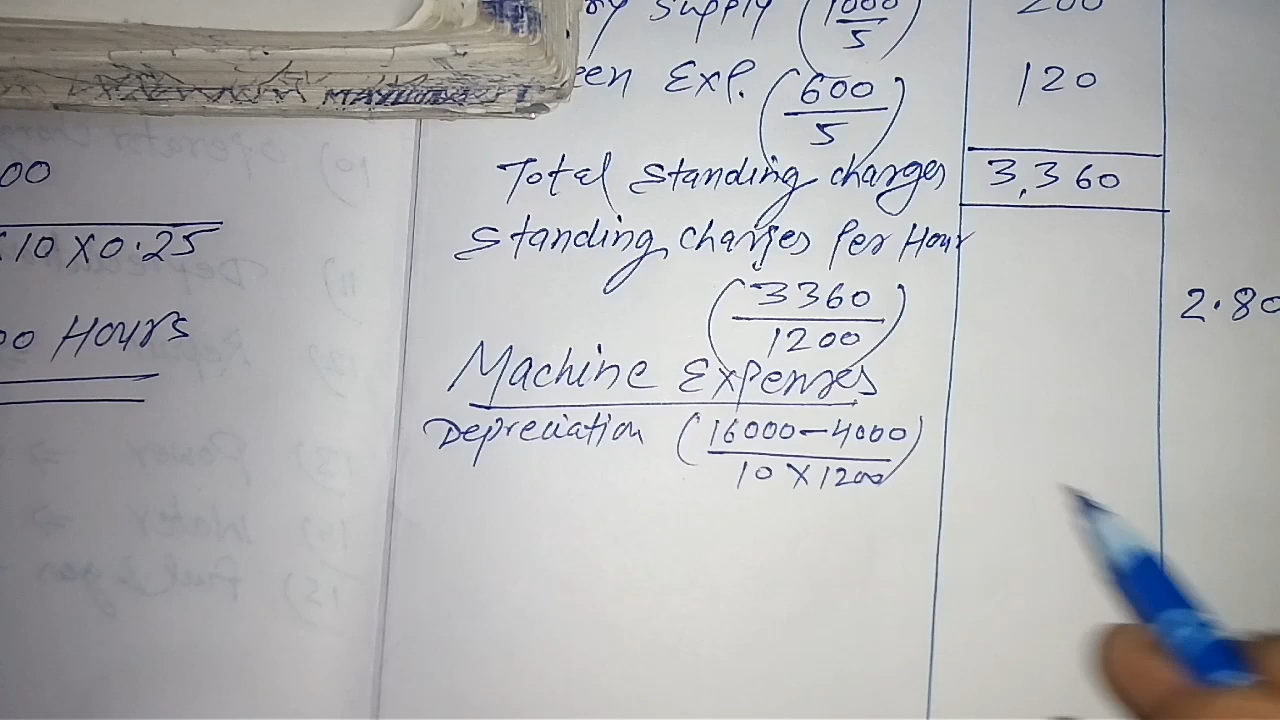 ry Supply (1000/5) 200
een Exp. (600/5) 120
Total Standing charges 3,360
Standing charges Per Hour
(3360/1200) 2.80
Machine Expenses
Depreciation (16000-4000/10 X 1200)
00
10 X 0.25
00 Hours